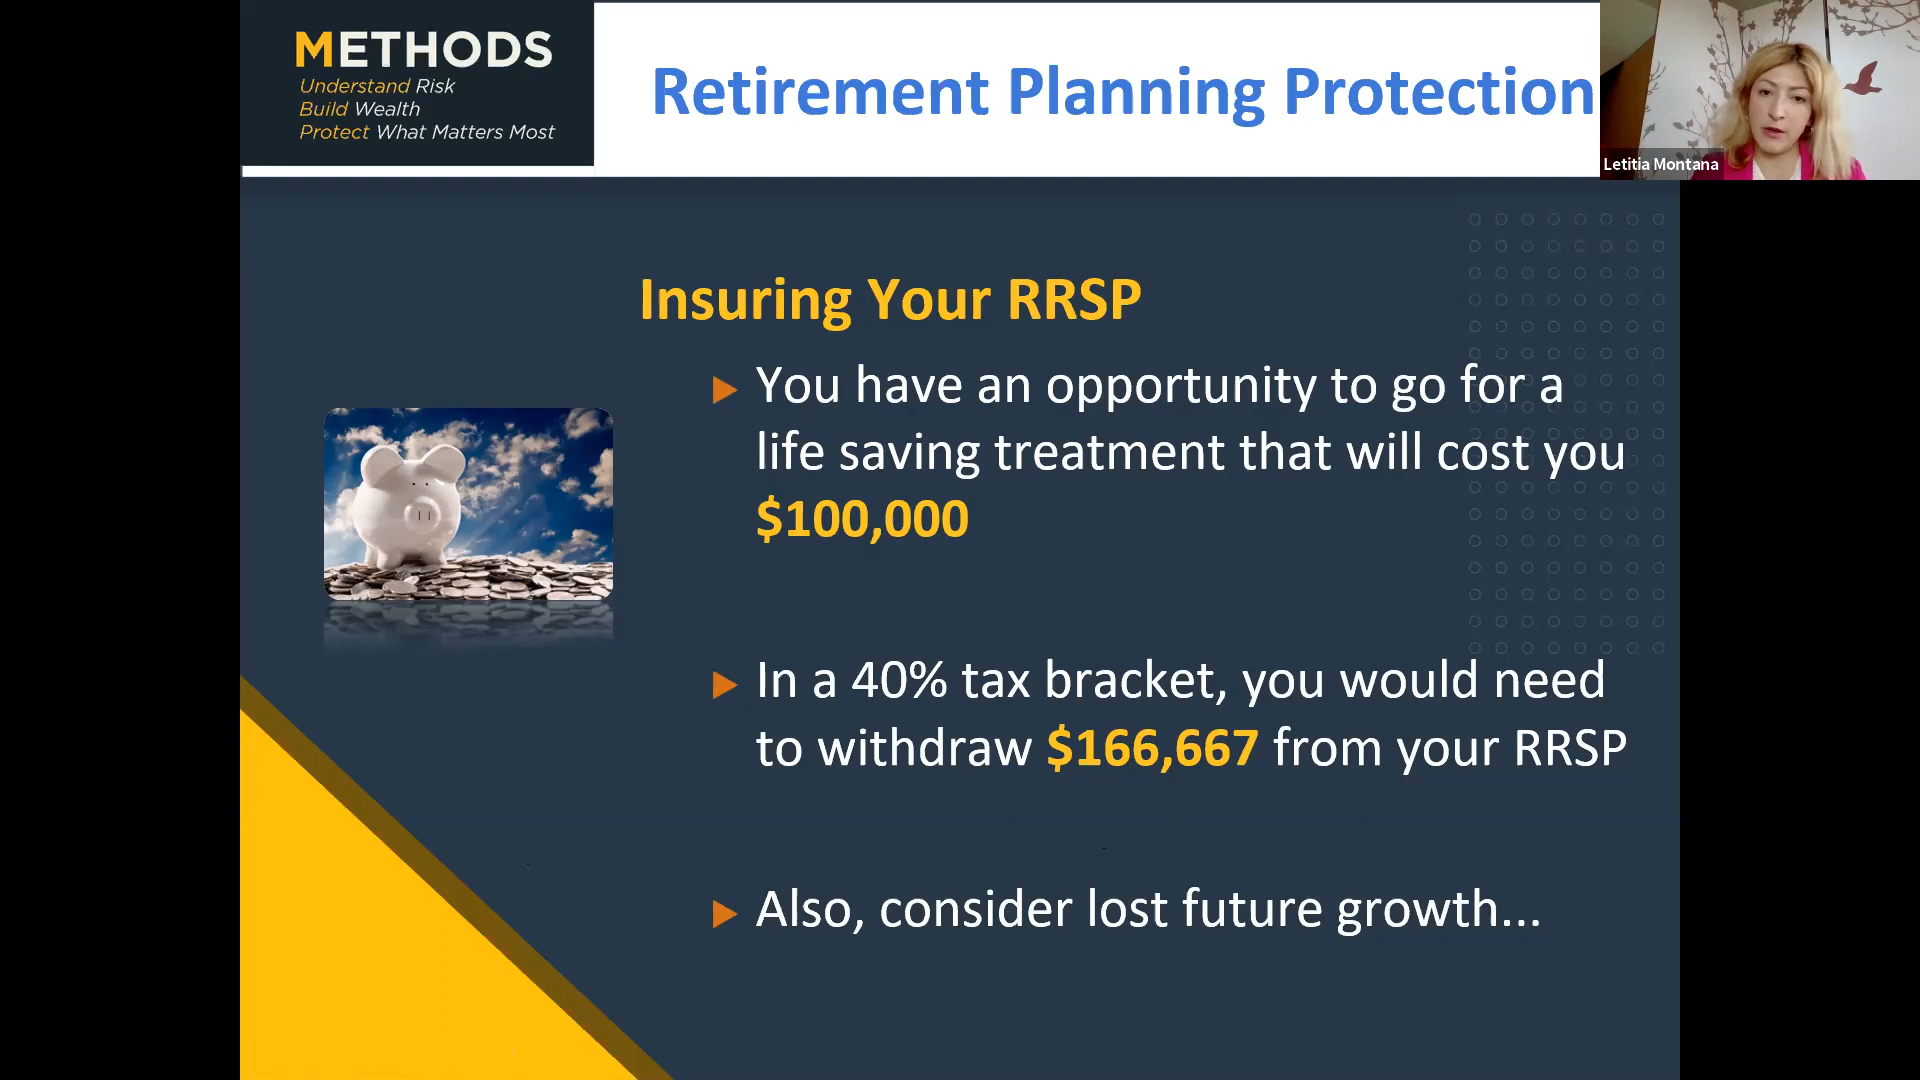 METHODS
Understand Risk
Build Wealth
Protect What Matters Most
Retirement Planning Protection
Letitia Montana
Insuring Your RRSP
You have an opportunity to go for a
life saving treatment that will cost you
$100,000
In a 40% tax bracket, you would need
to withdraw $166,667 from your RRSP
Also, consider lost future growth...